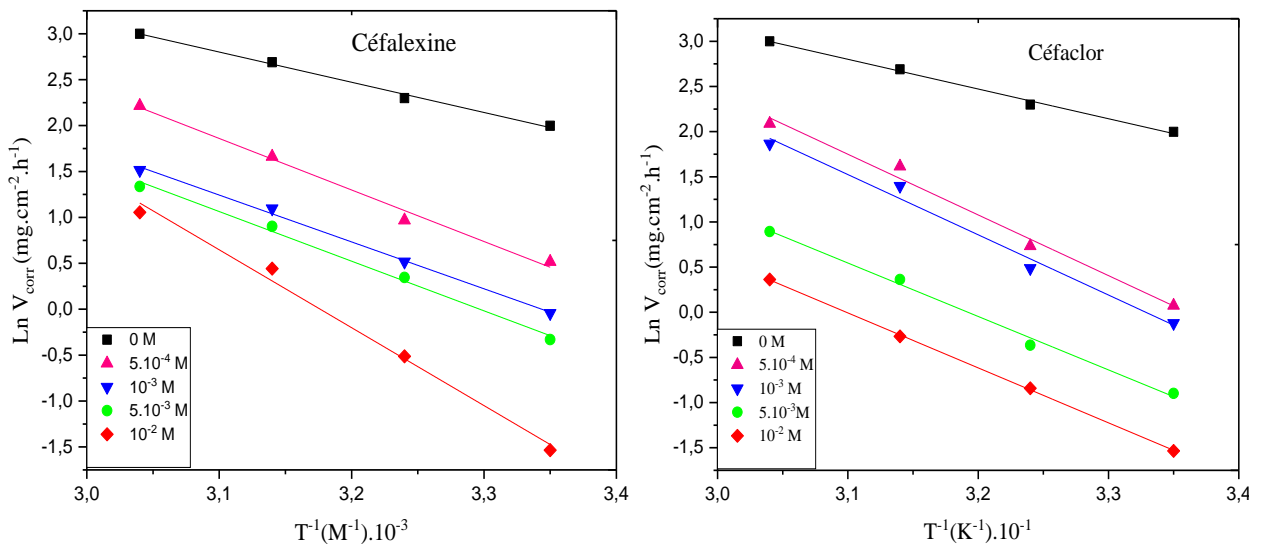 Céfalexine
Ln V_corr (mg.cm^-2.h^-1)
3,0
2,5
2,0
1,5
1,0
0,5
0,0
-0,5
-1,0
-1,5
0 M
5.10^-4 M
10^-3 M
5.10^-3 M
10^-2 M
3,0 3,1 3,2 3,3 3,4
T^-1(M^-1).10^-3
Céfaclor
Ln V_corr(mg.cm^-2.h^-1)
3,0
2,5
2,0
1,5
1,0
0,5
0,0
-0,5
-1,0
-1,5
0 M
5.10^-4 M
10^-3 M
5.10^-3M
10^-2 M
3,0 3,1 3,2 3,3 3,4
T^-1(K^-1).10^-1